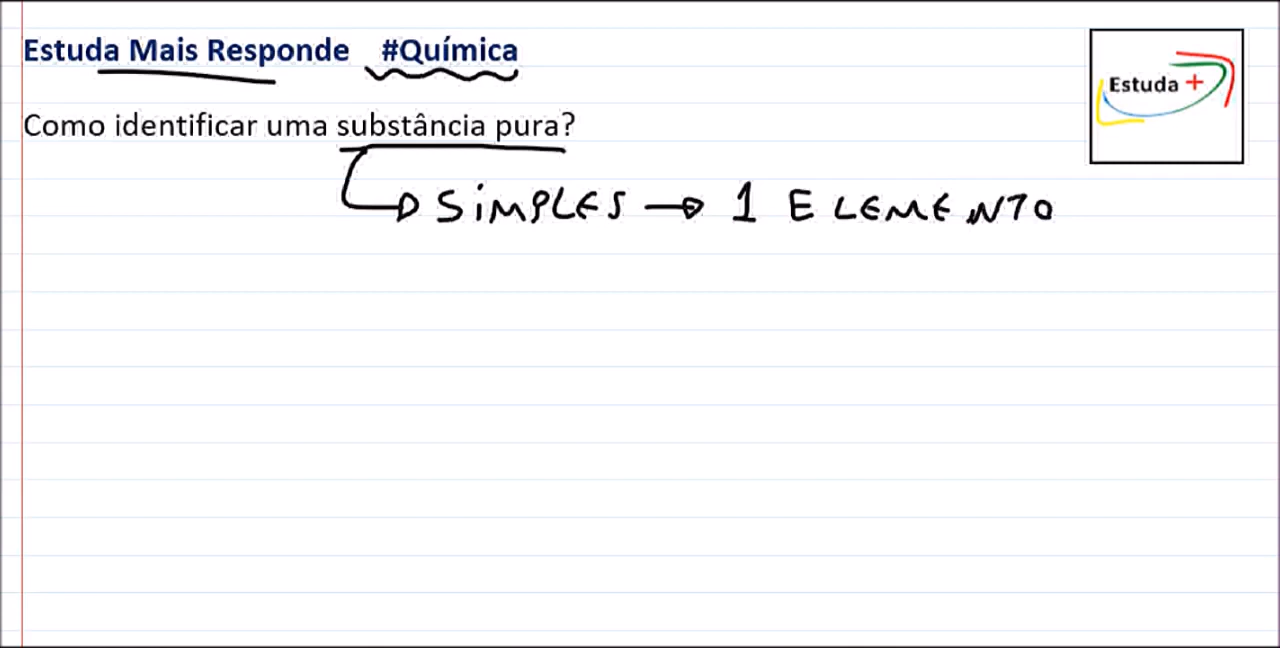 Estuda Mais Responde #Química
Estuda +
Como identificar uma substância pura?
SiMPLES → 1 ELEMENTO